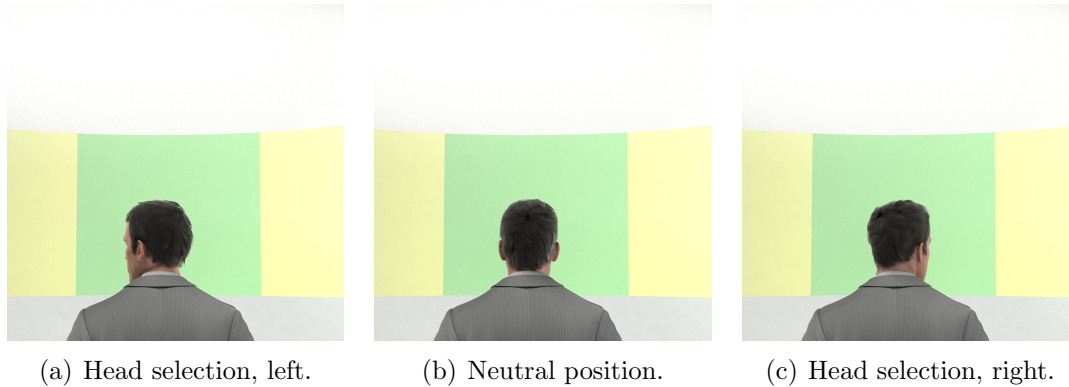 (a) Head selection, left.
(b) Neutral position.
(c) Head selection, right.